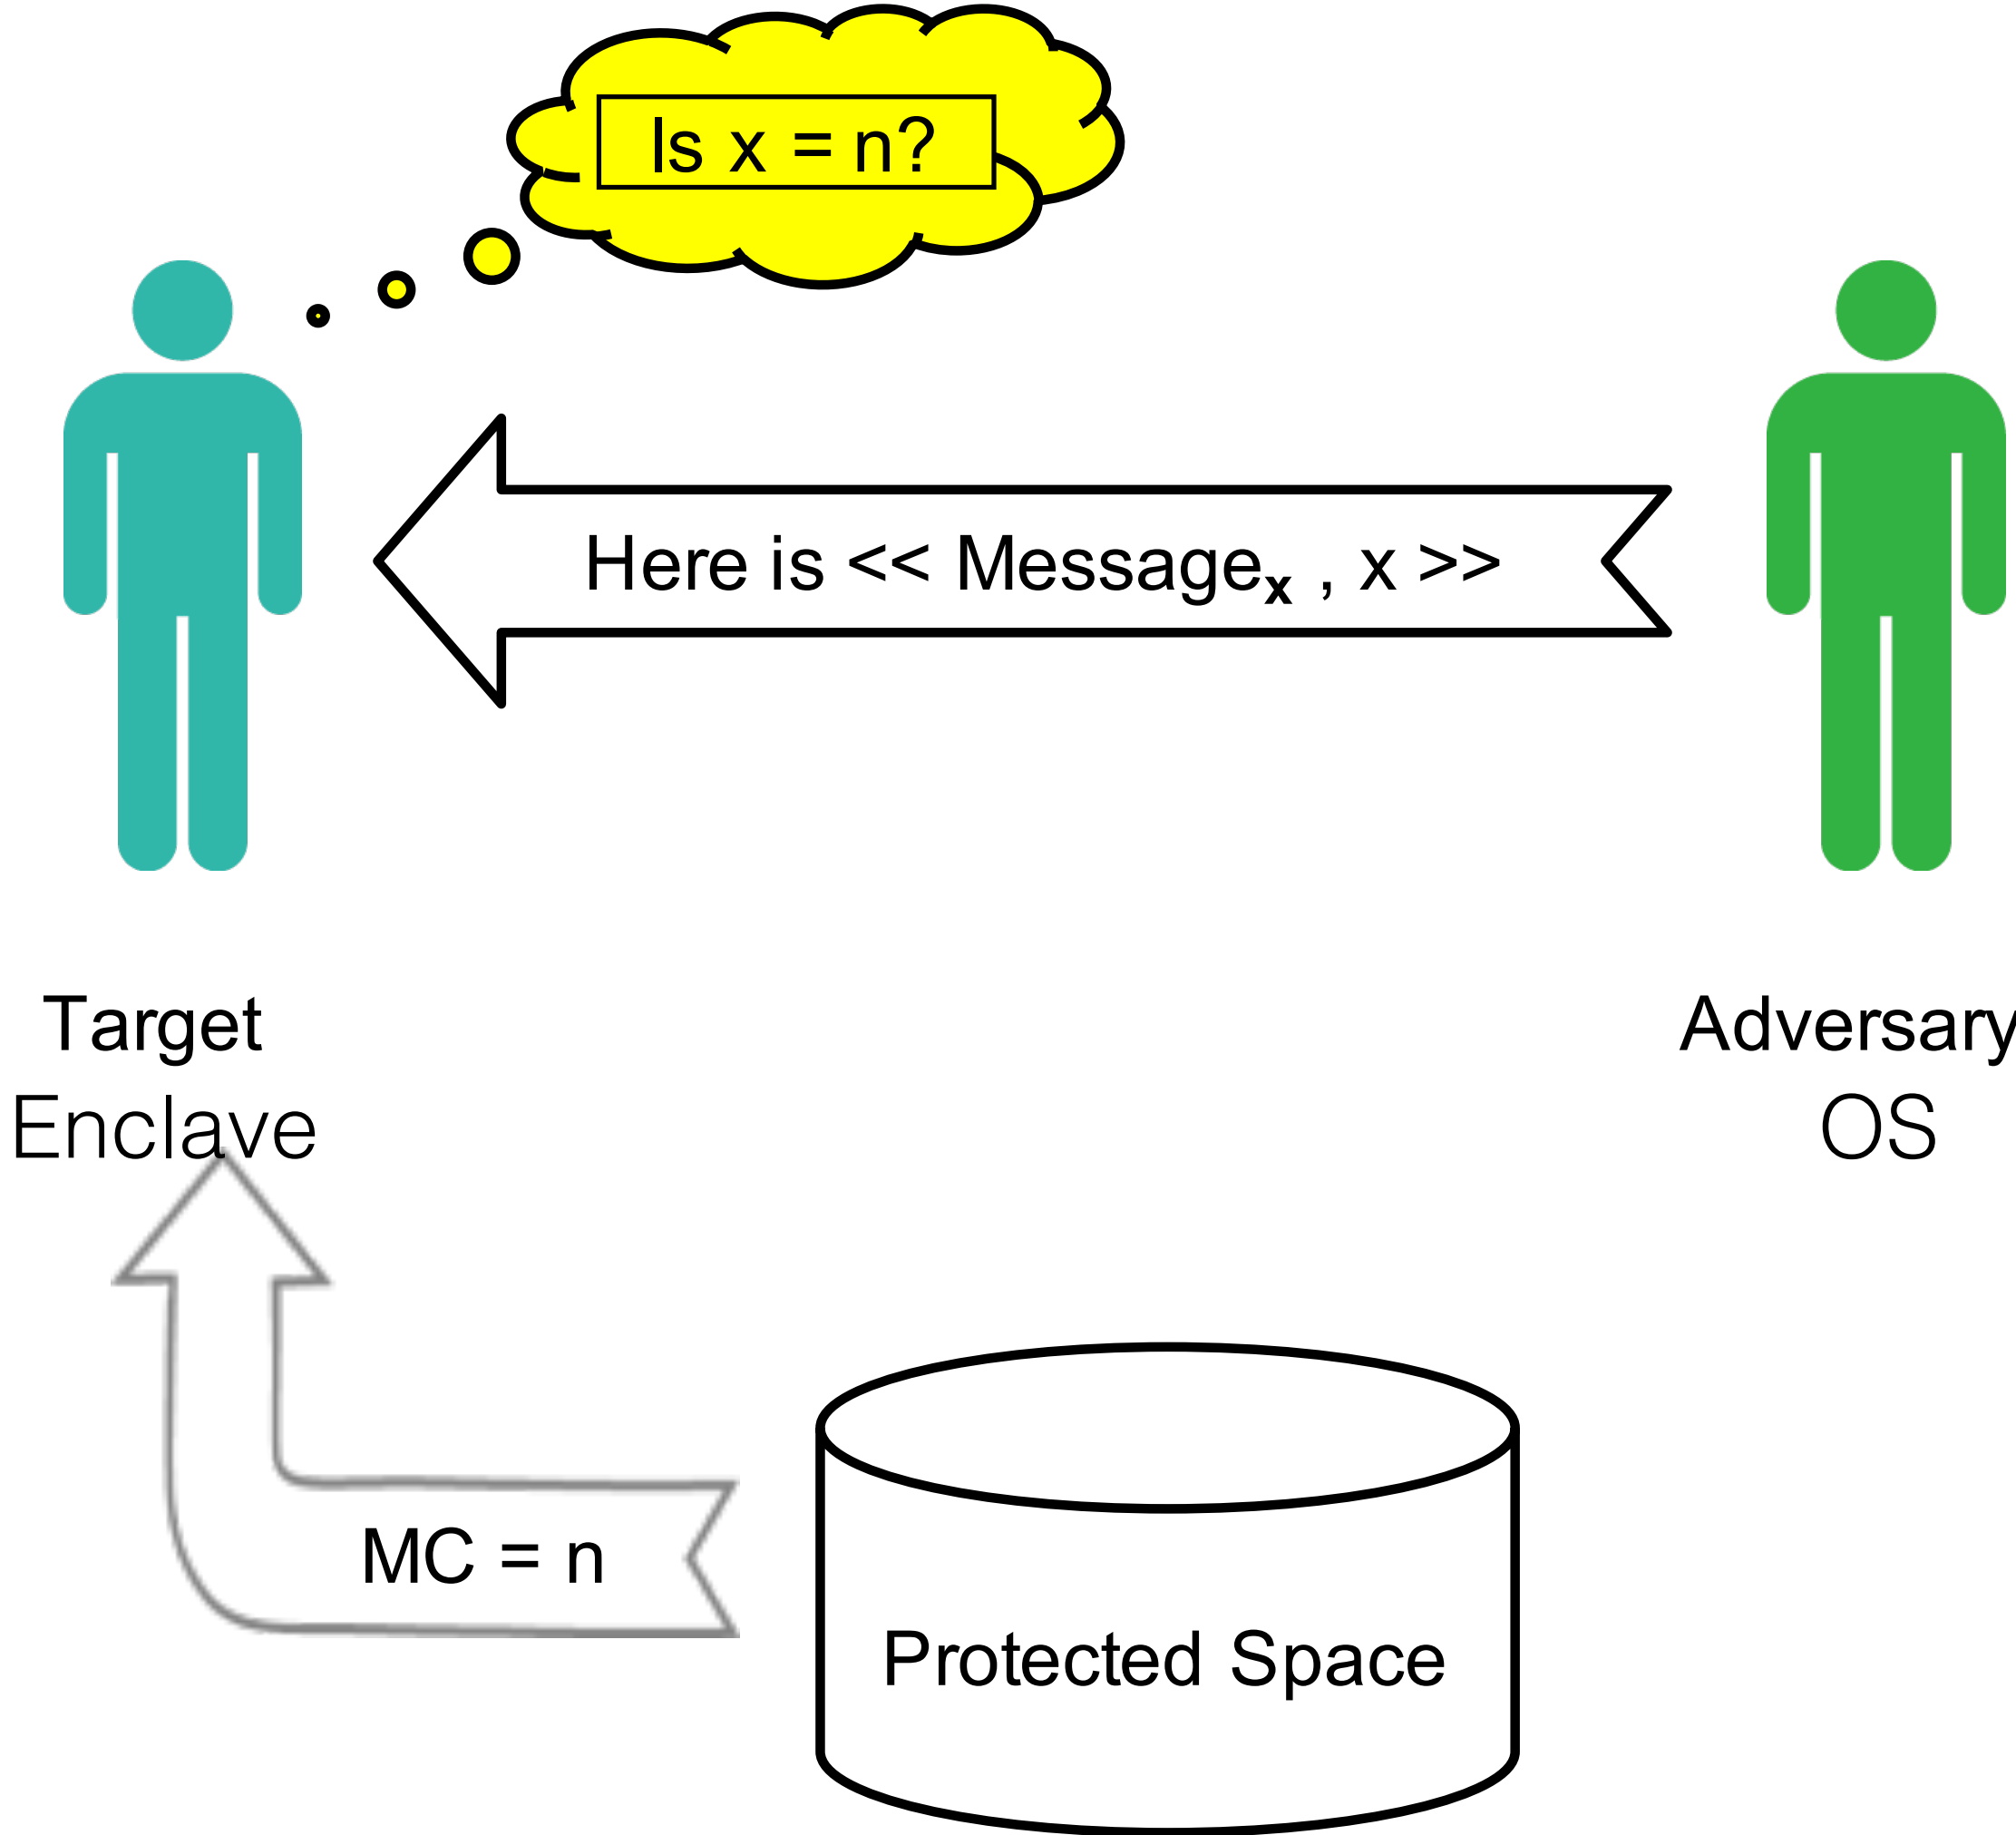 Is x = n?
Here is << Messagex , x >>
Target
Enclave
Adversary
OS
MC = n
Protected Space